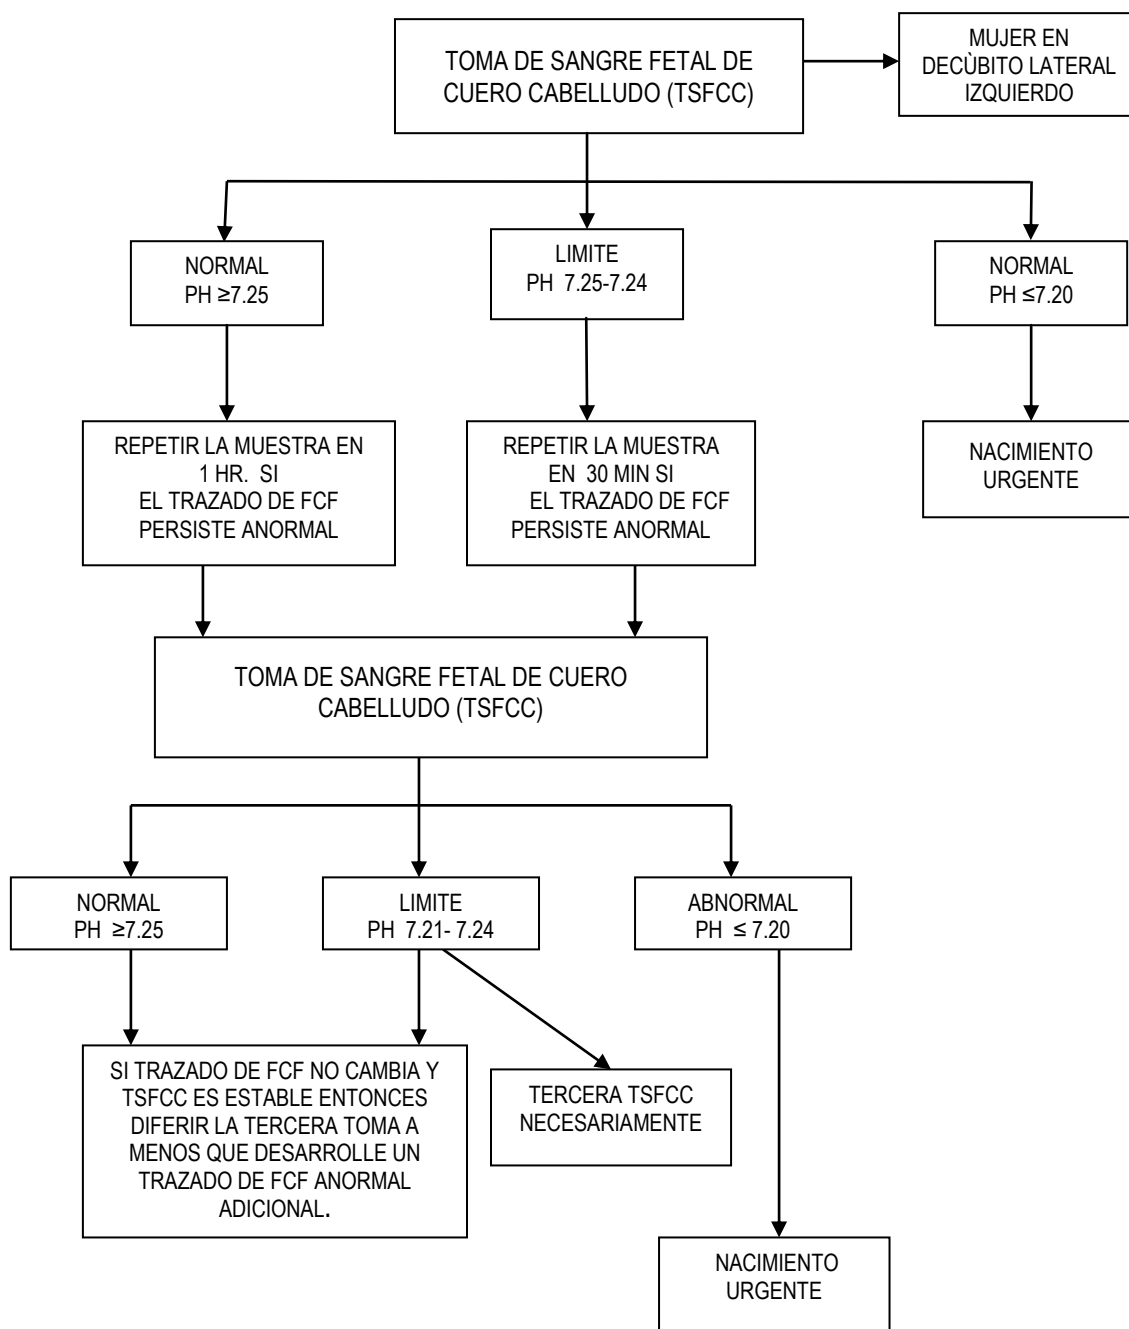 TOMA DE SANGRE FETAL DE
CUERO CABELLUDO (TSFCC)
MUJER EN
DECÙBITO LATERAL
IZQUIERDO
NORMAL
PH ≥7.25
LIMITE
PH 7.25-7.24
NORMAL
PH ≤7.20
REPETIR LA MUESTRA EN
1 HR. SI
EL TRAZADO DE FCF
PERSISTE ANORMAL
REPETIR LA MUESTRA
EN 30 MIN SI
EL TRAZADO DE FCF
PERSISTE ANORMAL
NACIMIENTO
URGENTE
TOMA DE SANGRE FETAL DE CUERO
CABELLUDO (TSFCC)
NORMAL
PH ≥7.25
LIMITE
PH 7.21- 7.24
ABNORMAL
PH ≤ 7.20
SI TRAZADO DE FCF NO CAMBIA Y
TSFCC ES ESTABLE ENTONCES
DIFERIR LA TERCERA TOMA A
MENOS QUE DESARROLLE UN
TRAZADO DE FCF ANORMAL
ADICIONAL.
TERCERA TSFCC
NECESARIAMENTE
NACIMIENTO
URGENTE